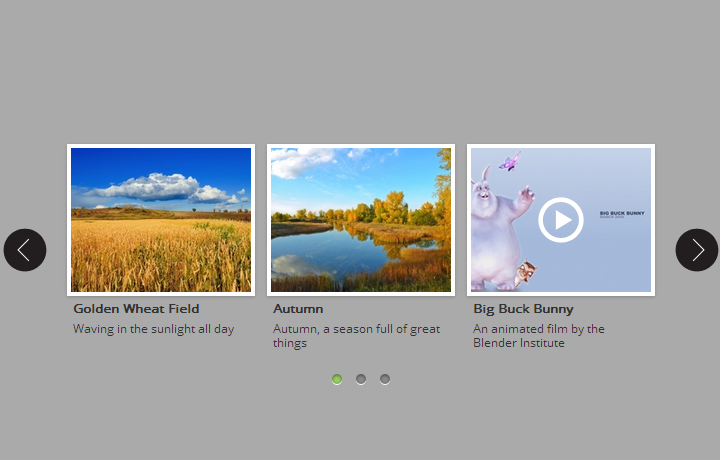 BIG BUCK BUNNY
Golden Wheat Field
Waving in the sunlight all day
Autumn
Autumn, a season full of great
things
Big Buck Bunny
An animated film by the
Blender Institute